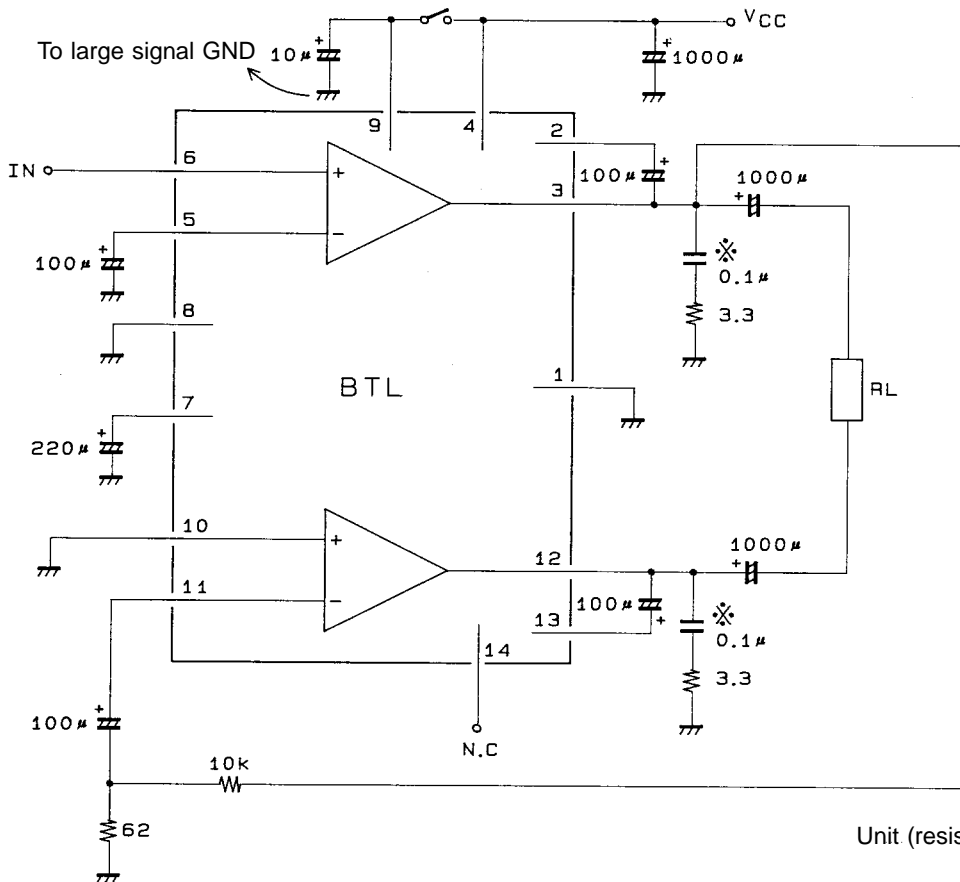 VCC
To large signal GND
10μ
+
+
1000μ
9
4
2
+
IN
6
+
100μ
3
1000μ
+
5
-
+
100μ
※
0.1μ
3.3
8
BTL
1
RL
7
+
220μ
10
+
12
1000μ
+
11
-
100μ
+
※
0.1μ
13
3.3
14
+
100μ
N.C
10k
62
Unit (resis